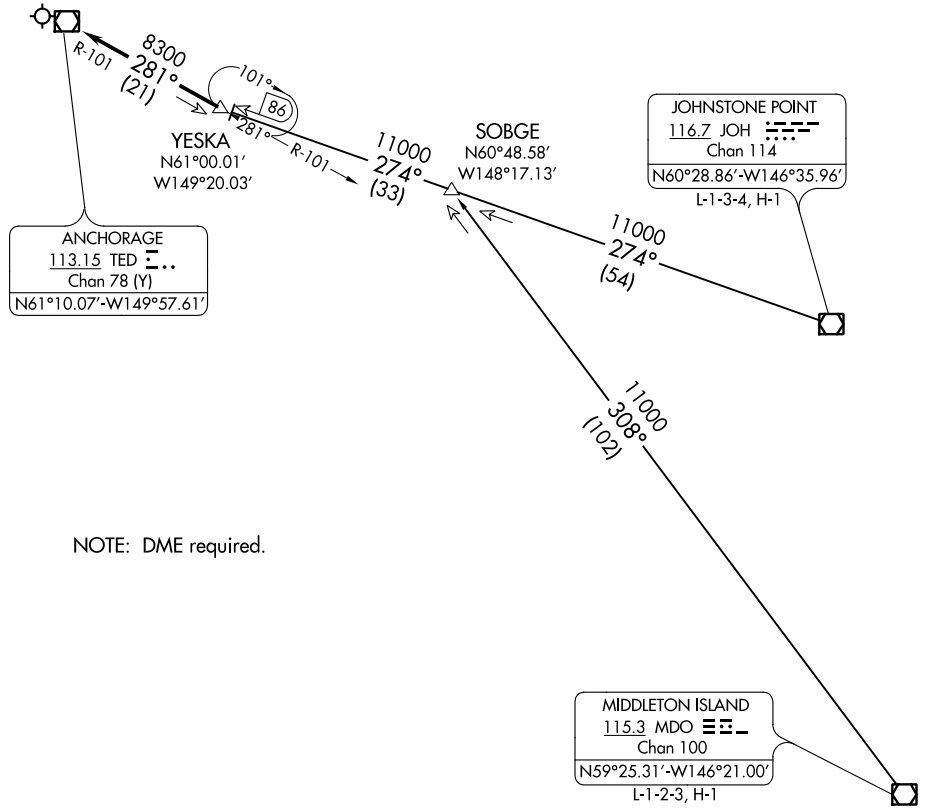 R-101
8300
281°
(21)
101°
86
281°
R-101
YESKA
N61°00.01’
W149°20.03’
11000
274°
(33)
SOBGE
N60°48.58’
W148°17.13’
JOHNSTONE POINT
116.7 JOH
Chan 114
N60°28.86’-W146°35.96’
L-1-3-4, H-1
11000
274°
(54)
ANCHORAGE
113.15 TED
Chan 78 (Y)
N61°10.07’-W149°57.61’
11000
308°
(102)
NOTE: DME required.
MIDDLETON ISLAND
115.3 MDO
Chan 100
N59°25.31’-W146°21.00’
L-1-2-3, H-1